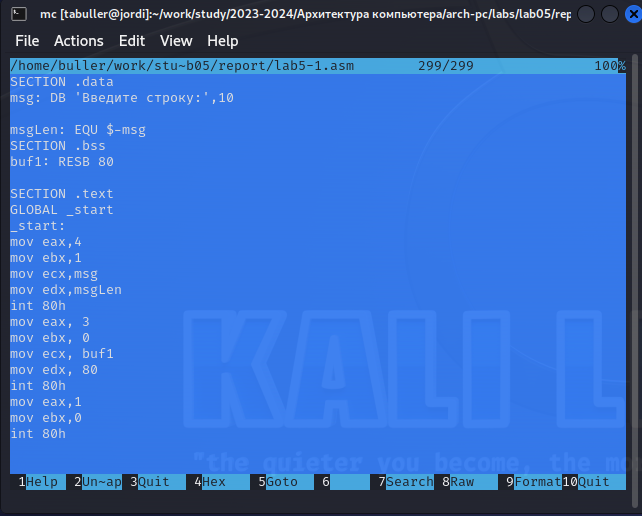 mc [tabuller@jordi]:~/work/study/2023-2024/Архитектура компьютера/arch-pc/labs/lab05/rep
File Actions Edit View Help
/home/buller/work/stu~b05/report/lab5-1.asm 299/299 100%
SECTION .data
msg: DB 'Введите строку:',10
msgLen: EQU $-msg
SECTION .bss
buf1: RESB 80
SECTION .text
GLOBAL _start
_start:
mov eax,4
mov ebx,1
mov ecx,msg
mov edx,msgLen
int 80h
mov eax, 3
mov ebx, 0
mov ecx, buf1
mov edx, 80
int 80h
mov eax,1
mov ebx,0
int 80h
KALI L
"the quieter you become, the mo
1Help 2Un~ap 3Quit 4Hex 5Goto 6 7Search 8Raw 9Format 10Quit